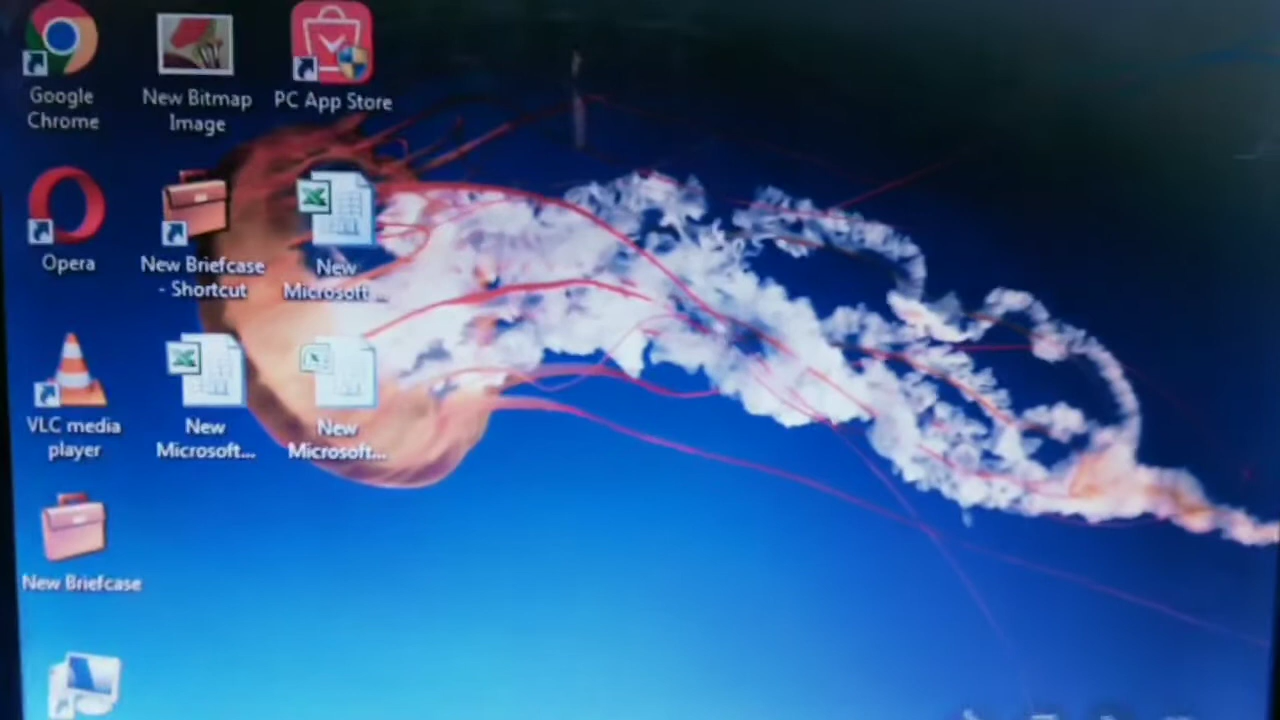 Google
Chrome
New Bitmap
Image
PC App Store
Opera
New Briefcase
- Shortcut
New
Microsoft ...
VLC media
player
New
Microsoft...
New
Microsoft...
New Briefcase